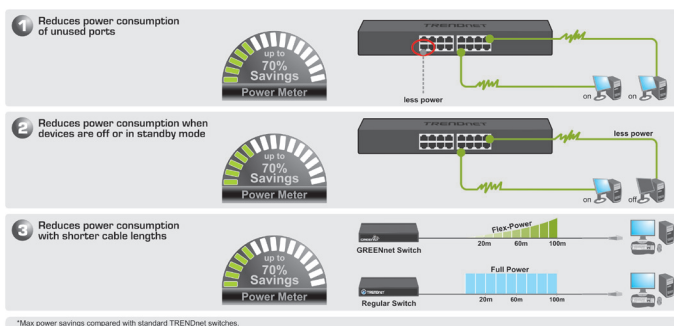 1 Reduces power consumption
of unused ports
up to
70%
Savings
Power Meter
TRENDNET
less power
on
on
2 Reduces power consumption when
devices are off or in standby mode
up to
70%
Savings
Power Meter
TRENDNET
less power
on
off
3 Reduces power consumption
with shorter cable lengths
up to
70%
Savings
Power Meter
GREENnet Switch
Flex-Power
20m 60m 100m
TRENDNET
Regular Switch
Full Power
20m 60m 100m
*Max power savings compared with standard TRENDnet switches.